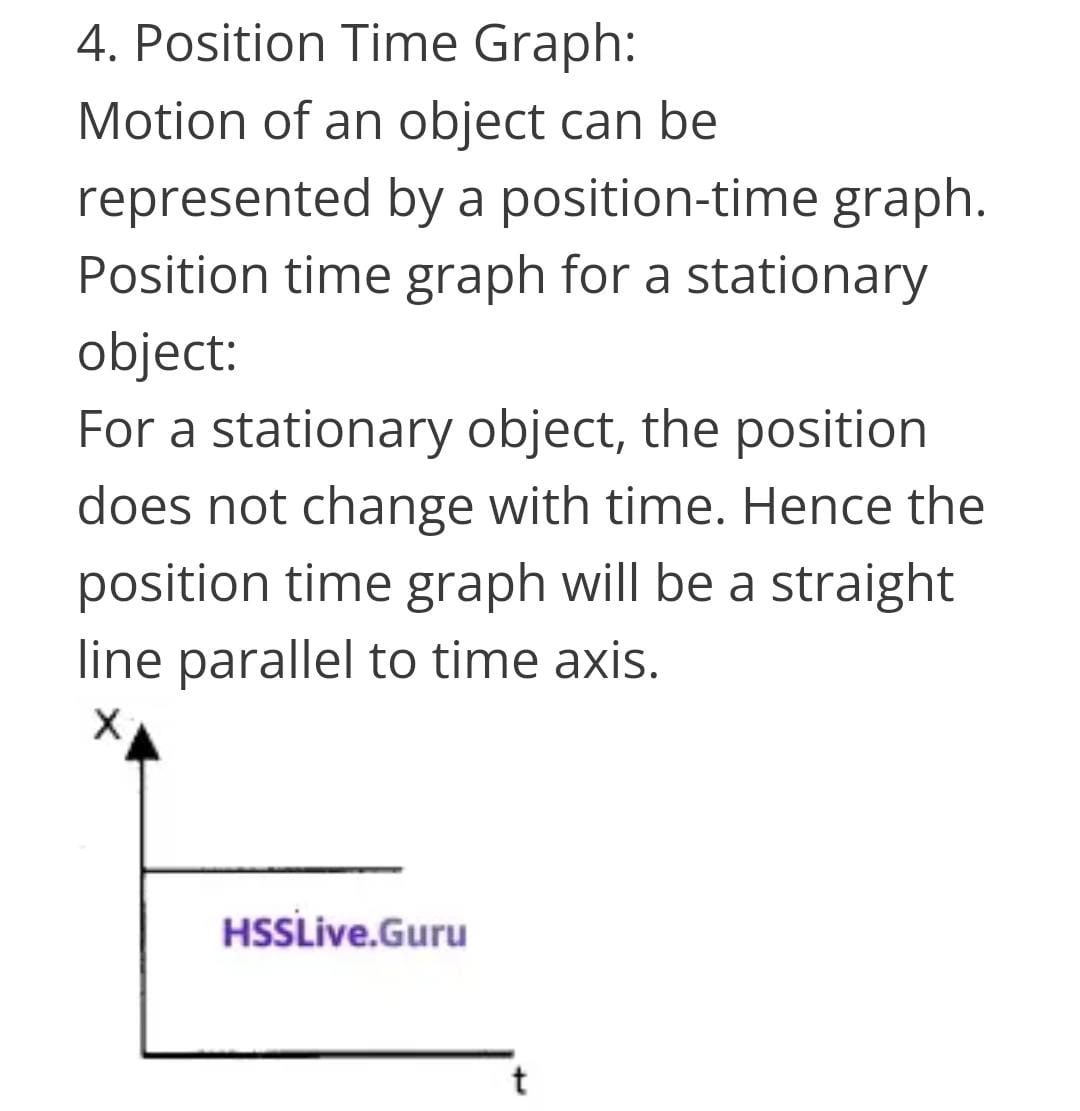 4. Position Time Graph:
Motion of an object can be
represented by a position-time graph.
Position time graph for a stationary
object:
For a stationary object, the position
does not change with time. Hence the
position time graph will be a straight
line parallel to time axis.
X
HSSLive.Guru
t